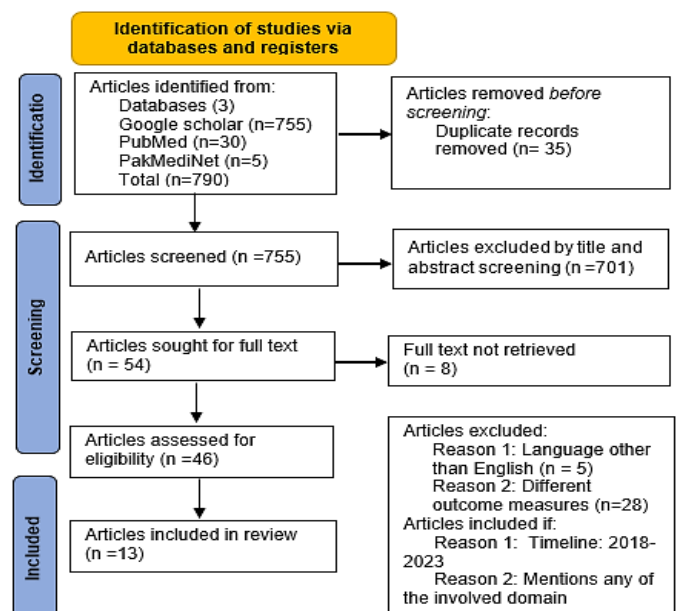 Identification of studies via
databases and registers
Identificatio
Articles identified from:
Databases (3)
Google scholar (n=755)
PubMed (n=30)
PakMediNet (n=5)
Total (n=790)
Articles removed before
screening:
Duplicate records
removed (n= 35)
Screening
Articles screened (n =755)
Articles excluded by title and
abstract screening (n =701)
Articles sought for full text
(n = 54)
Full text not retrieved
(n = 8)
Articles assessed for
eligibility (n =46)
Articles excluded:
Reason 1: Language other
than English (n = 5)
Reason 2: Different
outcome measures (n=28)
Articles included if:
Reason 1: Timeline: 2018-
2023
Reason 2: Mentions any of
the involved domain
Included
Articles included in review
(n =13)